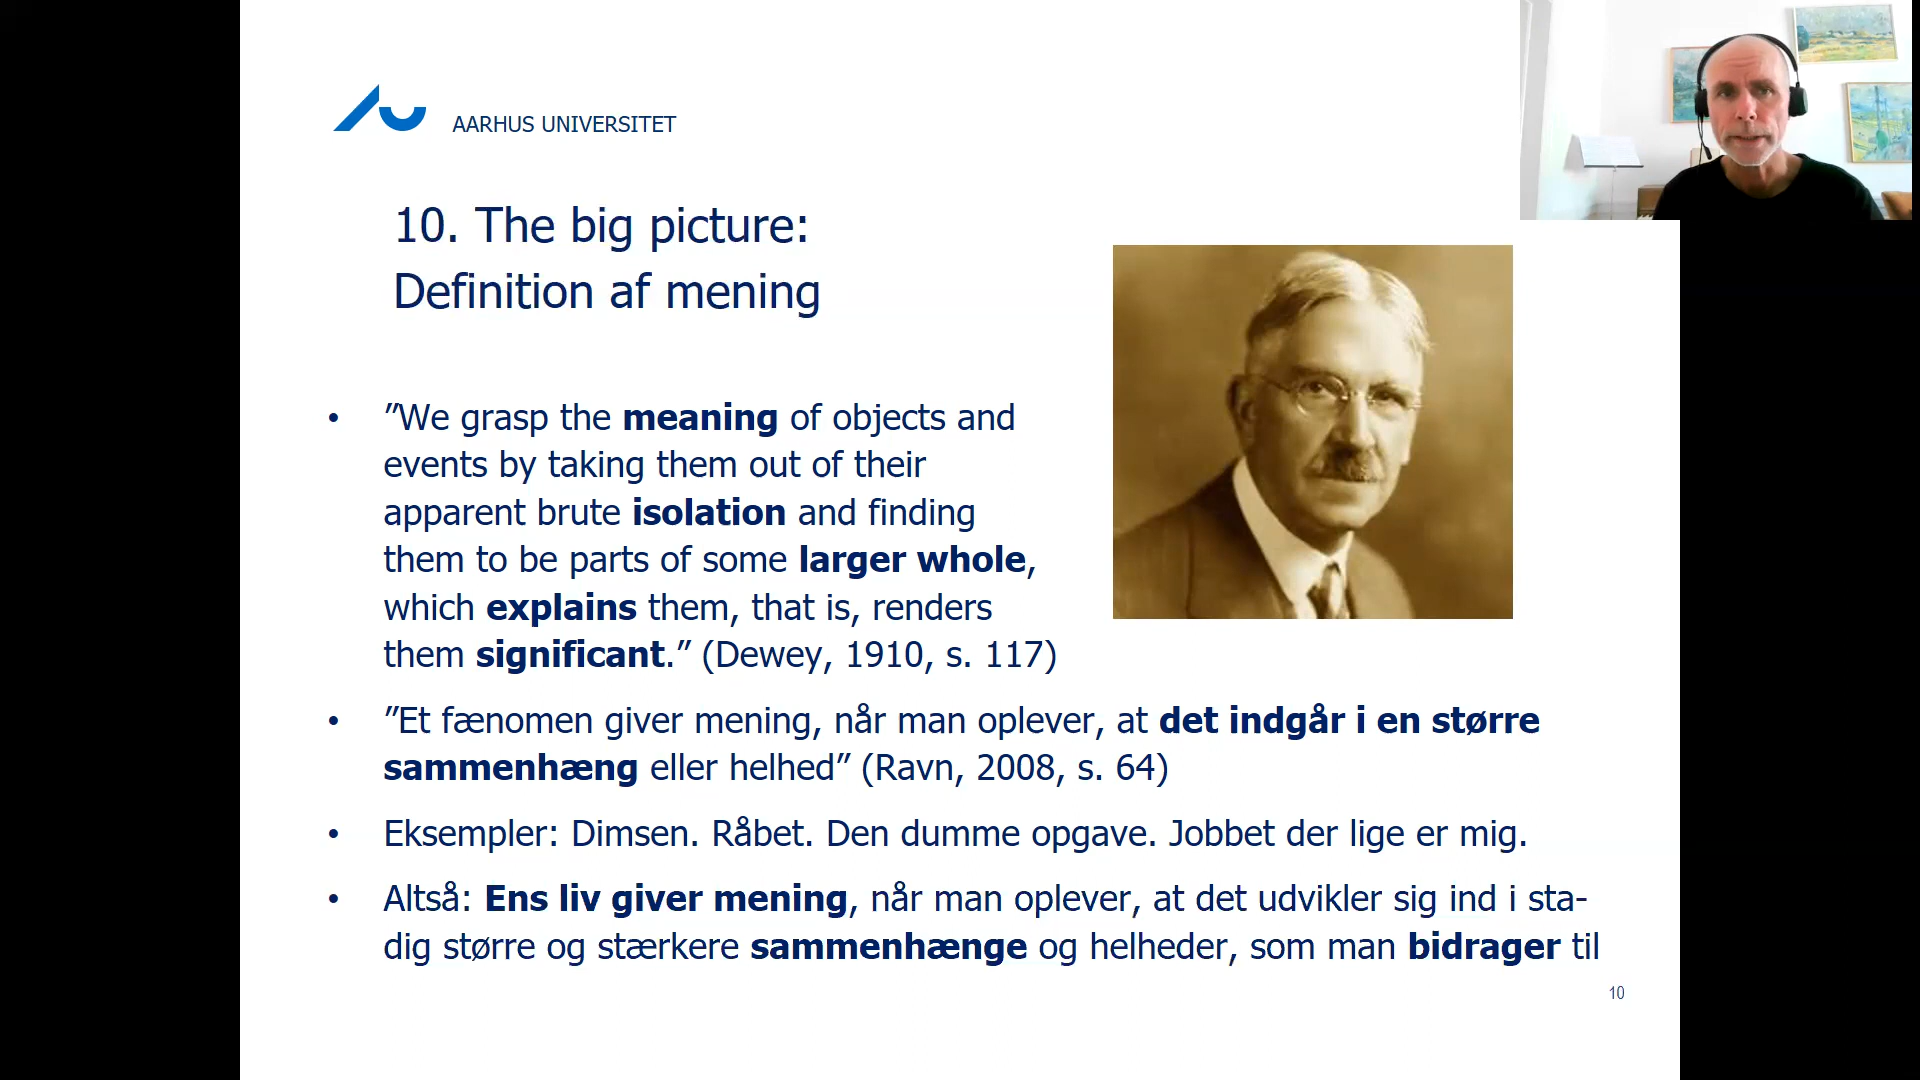 AARHUS UNIVERSITET
10. The big picture:
Definition af mening
• ”We grasp the meaning of objects and
events by taking them out of their
apparent brute isolation and finding
them to be parts of some larger whole,
which explains them, that is, renders
them significant.” (Dewey, 1910, s. 117)
• ”Et fænomen giver mening, når man oplever, at det indgår i en større
sammenhæng eller helhed” (Ravn, 2008, s. 64)
• Eksempler: Dimsen. Råbet. Den dumme opgave. Jobbet der lige er mig.
• Altså: Ens liv giver mening, når man oplever, at det udvikler sig ind i sta-
dig større og stærkere sammenhænge og helheder, som man bidrager til
10